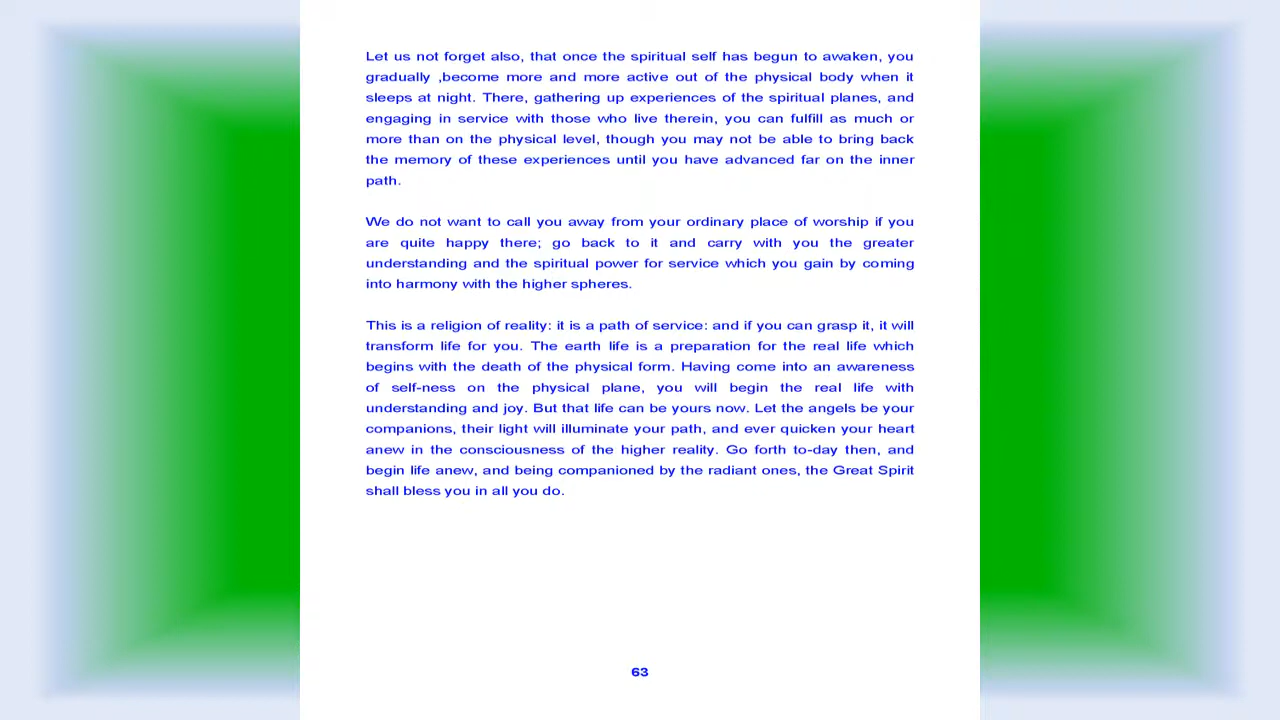 Let us not forget also, that once the spiritual self has begun to awaken, you
gradually ,become more and more active out of the physical body when it
sleeps at night. There, gathering up experiences of the spiritual planes, and
engaging in service with those who live therein, you can fulfill as much or
more than on the physical level, though you may not be able to bring back
the memory of these experiences until you have advanced far on the inner
path.
We do not want to call you away from your ordinary place of worship if you
are quite happy there; go back to it and carry with you the greater
understanding and the spiritual power for service which you gain by coming
into harmony with the higher spheres.
This is a religion of reality: it is a path of service: and if you can grasp it, it will
transform life for you. The earth life is a preparation for the real life which
begins with the death of the physical form. Having come into an awareness
of self-ness on the physical plane, you will begin the real life with
understanding and joy. But that life can be yours now. Let the angels be your
companions, their light will illuminate your path, and ever quicken your heart
anew in the consciousness of the higher reality. Go forth to-day then, and
begin life anew, and being companioned by the radiant ones, the Great Spirit
shall bless you in all you do.
63